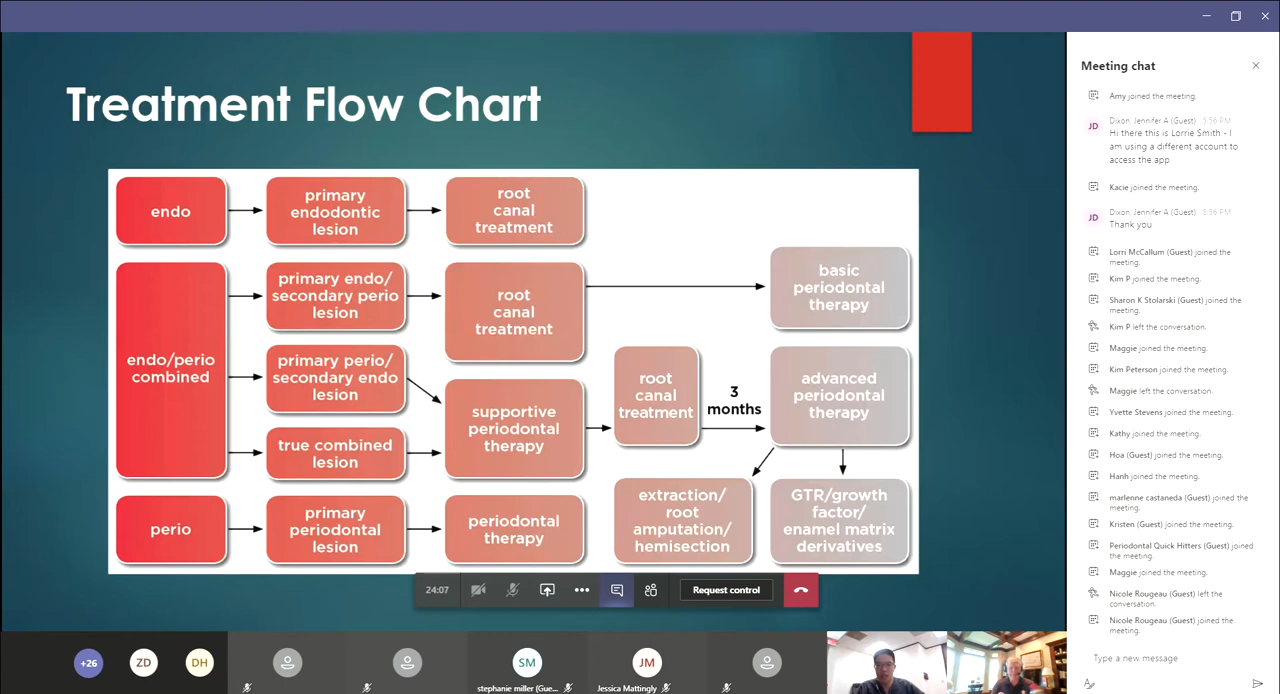 Treatment Flow Chart
endo
primary
endodontic
lesion
root
canal
treatment
endo/perio
combined
primary endo/
secondary perio
lesion
root
canal
treatment
basic
periodontal
therapy
primary perio/
secondary endo
lesion
true combined
lesion
supportive
periodontal
therapy
root
canal
treatment
3
months
advanced
periodontal
therapy
extraction/
root
amputation/
hemisection
GTR/growth
factor/
enamel matrix
derivatives
perio
primary
periodontal
lesion
periodontal
therapy
24:07
Request control
+26
ZD
DH
SM
stephanie miller (Gue...
JM
Jessica Mattingly
Meeting chat
Amy joined the meeting.
JD
Dixon, Jennifer A (Guest) 5:56 PM
Hi there this is Lorrie Smith - I
am using a different account to
access the app
Kacie joined the meeting.
JD
Dixon, Jennifer A (Guest) 5:56 PM
Thank you
Lorri McCallum (Guest) joined the
meeting.
Kim P joined the meeting.
Sharon K Stolarski (Guest) joined the
meeting.
Kim P left the conversation.
Maggie joined the meeting.
Kim Peterson joined the meeting.
Maggie left the conversation.
Yvette Stevens joined the meeting.
Kathy joined the meeting.
Hoa (Guest) joined the meeting.
Hanh joined the meeting.
marlenne castaneda (Guest) joined the
meeting.
Kristen (Guest) joined the meeting.
Periodontal Quick Hitters (Guest) joined
the meeting.
Maggie joined the meeting.
Nicole Rougeau (Guest) left the
conversation.
Nicole Rougeau (Guest) joined the
meeting.
Type a new message